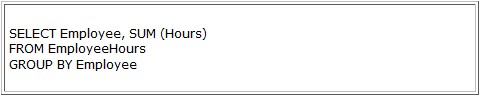 SELECT Employee, SUM (Hours)
FROM EmployeeHours
GROUP BY Employee